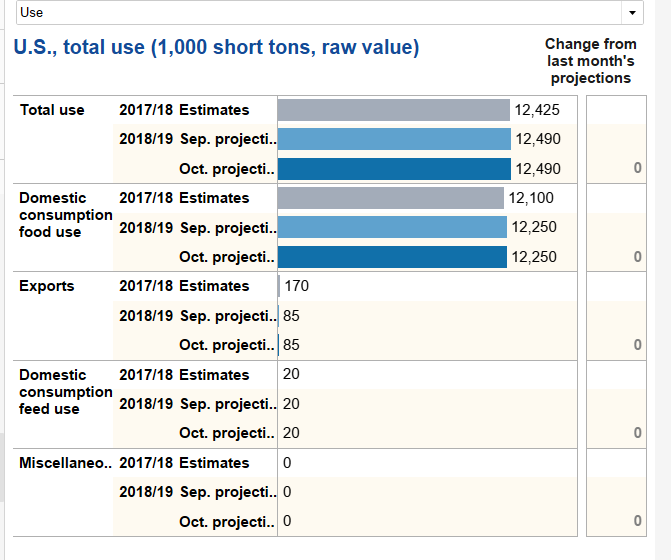 Use
U.S., total use (1,000 short tons, raw value)
Change from
last month's
projections
Total use 2017/18 Estimates 12,425
2018/19 Sep. projecti.. 12,490
Oct. projecti.. 12,490 0
Domestic
consumption
food use
2017/18 Estimates 12,100
2018/19 Sep. projecti.. 12,250
Oct. projecti.. 12,250 0
Exports 2017/18 Estimates 170
2018/19 Sep. projecti.. 85
Oct. projecti.. 85 0
Domestic
consumption
feed use
2017/18 Estimates 20
2018/19 Sep. projecti.. 20
Oct. projecti.. 20 0
Miscellaneo.. 2017/18 Estimates 0
2018/19 Sep. projecti.. 0
Oct. projecti.. 0 0